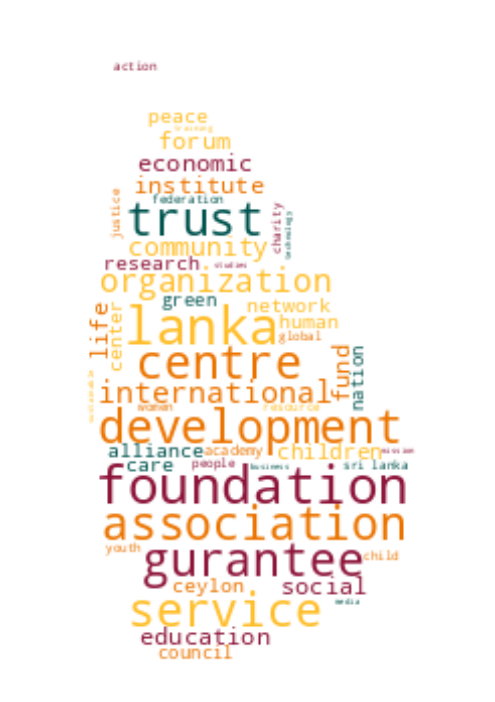 action
peace
training
forum
economic
institute
federation
justice
trust
charity
technology
community
research
studies
organization
green
network
life
center
lanka
human
global
centre
fund
nation
international
women
resource
development
alliance
academy
children
mission
care
people
business
sri lanka
foundation
association
youth
gurantee
child
ceylon
social
media
service
education
council